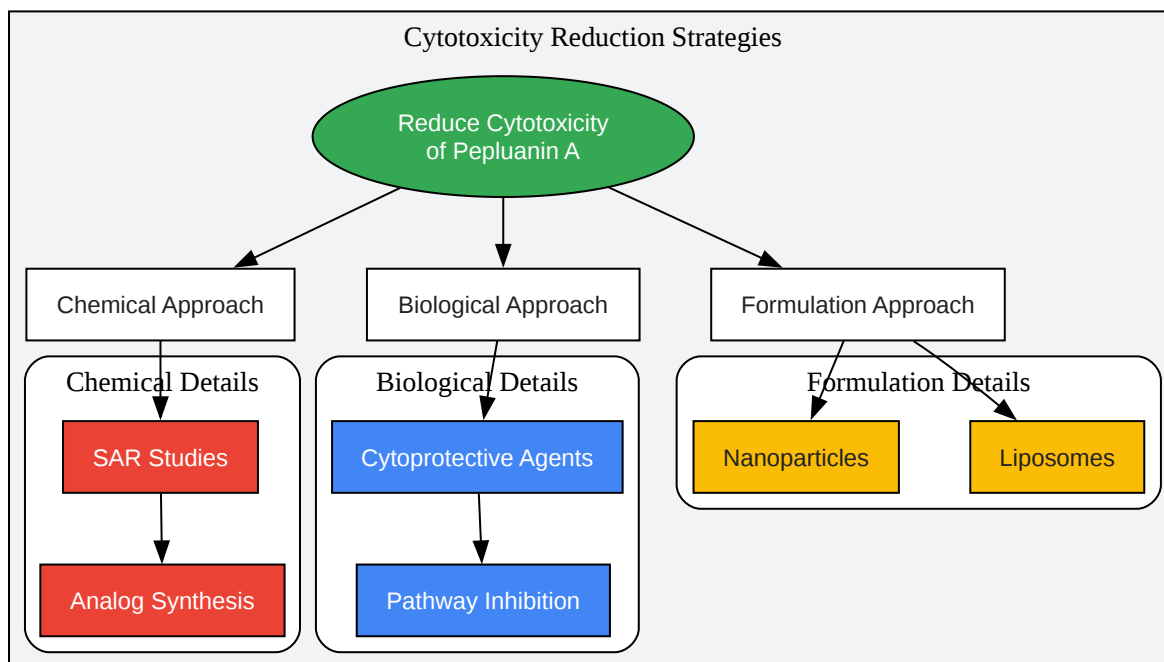 Cytotoxicity Reduction Strategies
Reduce Cytotoxicity
of Pepluanin A
Chemical Approach
Biological Approach
Formulation Approach
Chemical Details
Biological Details
Formulation Details
SAR Studies
Cytoprotective Agents
Nanoparticles
Liposomes
Analog Synthesis
Pathway Inhibition